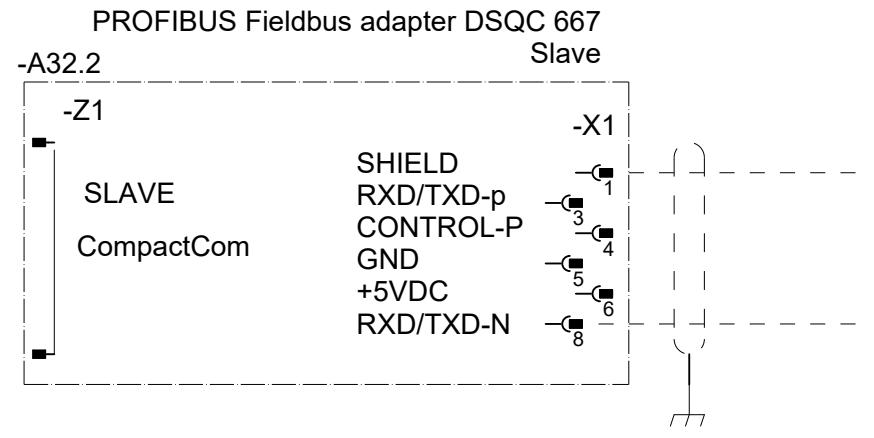 PROFIBUS Fieldbus adapter DSQC 667
Slave
-A32.2
-Z1
-X1
SHIELD
1
SLAVE
RXD/TXD-p
3
CONTROL-P
4
CompactCom
GND
5
+5VDC
6
RXD/TXD-N
8